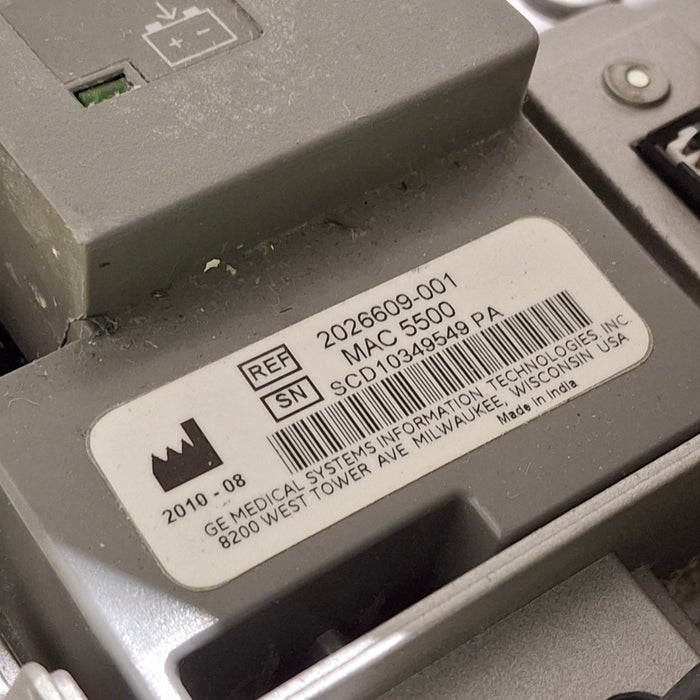 REF 2026609-001
MAC 5500
SN SCD10349549 PA
2010 - 08
GE MEDICAL SYSTEMS INFORMATION TECHNOLOGIES INC.
8200 WEST TOWER AVE MILWAUKEE, WISCONSIN USA
Made in India